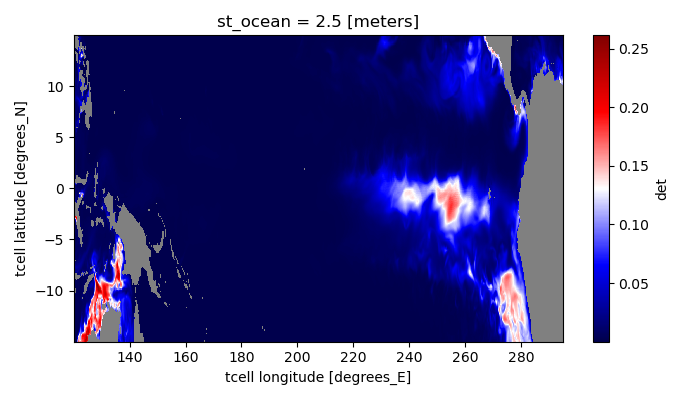 st_ocean = 2.5 [meters]
10
5
0
−5
−10
tcell latitude [degrees_N]
140 160 180 200 220 240 260 280
tcell longitude [degrees_E]
0.25
0.20
0.15
0.10
0.05
det